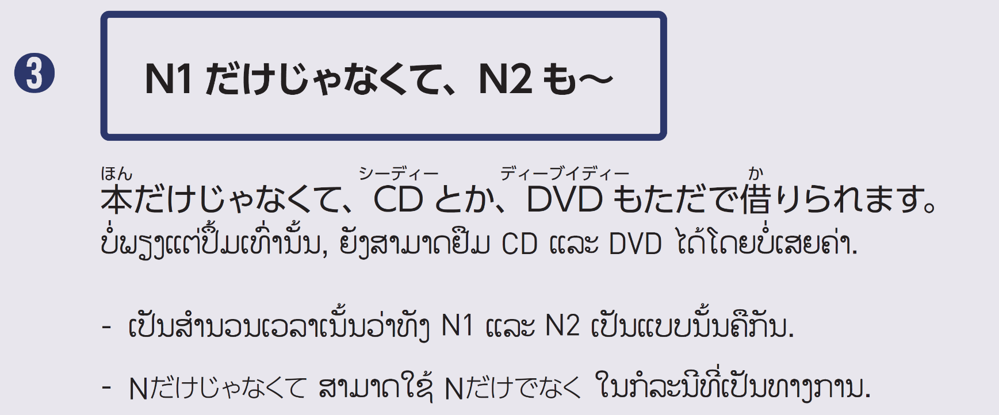 3
N1 だけじゃなくて、N2 も～
ほん シーディー ディーブイディー か
本だけじゃなくて、CD とか、DVD もただで借りられます。
ບໍ່ພຽງແຕ່ປຶ້ມເທົ່ານັ້ນ, ຍັງສາມາດຢືມ CD ແລະ DVD ໄດ້ໂດຍບໍ່ເສຍຄ່າ.
- ເປັນສຳນວນເວລາເນັ້ນວ່າທັງ N1 ແລະ N2 ເປັນແບບນັ້ນຄືກັນ.
- Nだけじゃなくて ສາມາດໃຊ້ Nだけでなく ໃນກໍລະນີທີ່ເປັນທາງການ.